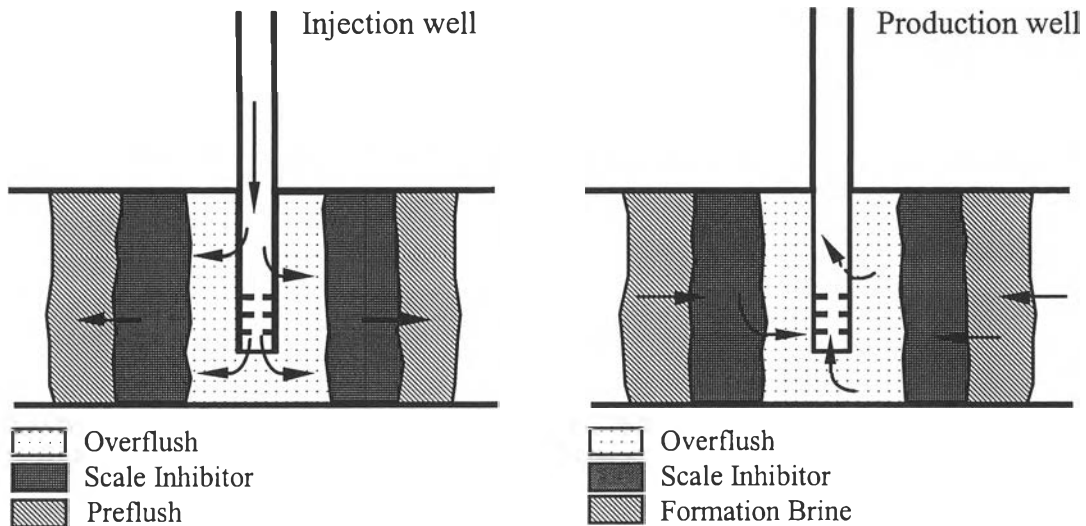 Injection well
Production well
Overflush
Scale Inhibitor
Preflush
Overflush
Scale Inhibitor
Formation Brine